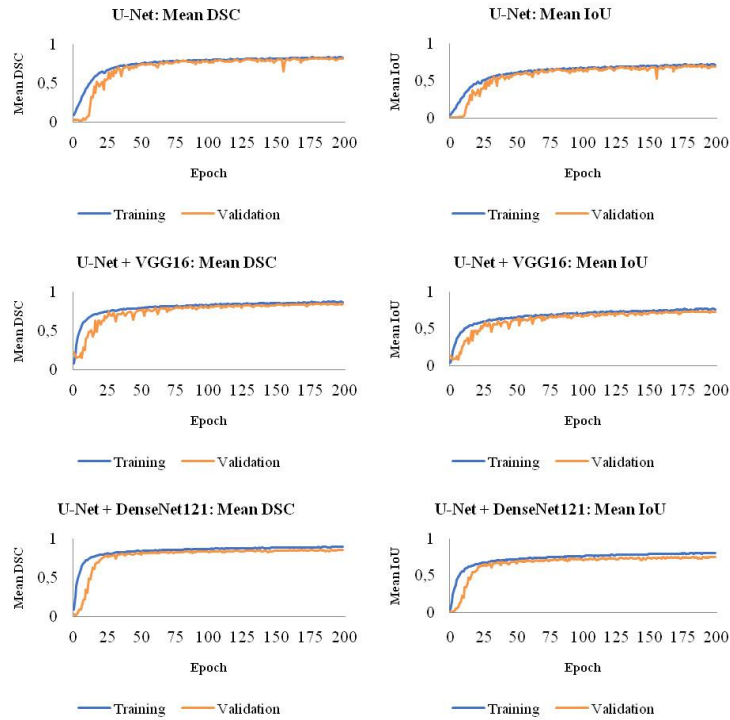 U-Net: Mean DSC
Mean DSC
1
0.5
0
0 25 50 75 100 125 150 175 200
Epoch
Training Validation
U-Net: Mean IoU
Mean IoU
1
0.5
0
0 25 50 75 100 125 150 175 200
Epoch
Training Validation
U-Net + VGG16: Mean DSC
Mean DSC
1
0.5
0
0 25 50 75 100 125 150 175 200
Epoch
Training Validation
U-Net + VGG16: Mean IoU
Mean IoU
1
0.5
0
0 25 50 75 100 125 150 175 200
Epoch
Training Validation
U-Net + DenseNet121: Mean DSC
Mean DSC
1
0.5
0
0 25 50 75 100 125 150 175 200
Epoch
Training Validation
U-Net + DenseNet121: Mean IoU
Mean IoU
1
0.5
0
0 25 50 75 100 125 150 175 200
Epoch
Training Validation